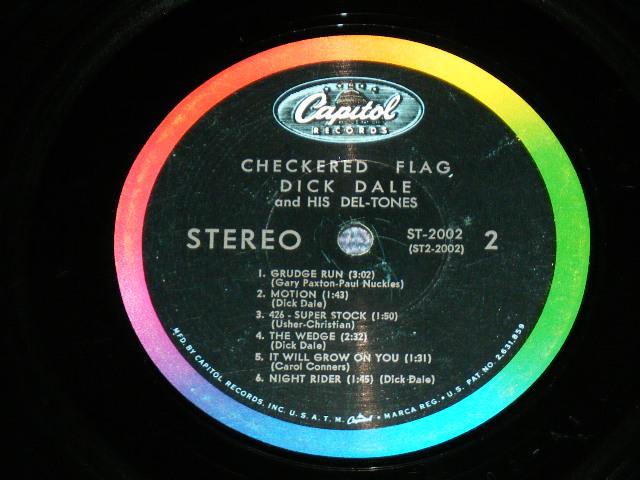 Capitol
RECORDS
CHECKERED FLAG
DICK DALE
and HIS DEL-TONES
STEREO
ST-2002
(ST2-2002)
2
1. GRUDGE RUN (3:02)
(Gary Paxton-Paul Nuckles)
2. MOTION (1:43)
(Dick Dale)
3. 426 - SUPER STOCK (1:50)
(Usher-Christian)
4. THE WEDGE (2:32)
(Dick Dale)
5. IT WILL GROW ON YOU (1:31)
(Carol Conners)
6. NIGHT RIDER (1:45) (Dick Dale)
MFD. BY CAPITOL RECORDS, INC. U.S.A. T.M. Capitol • MARCA REG. • U.S. PAT. NO. 2,631,859